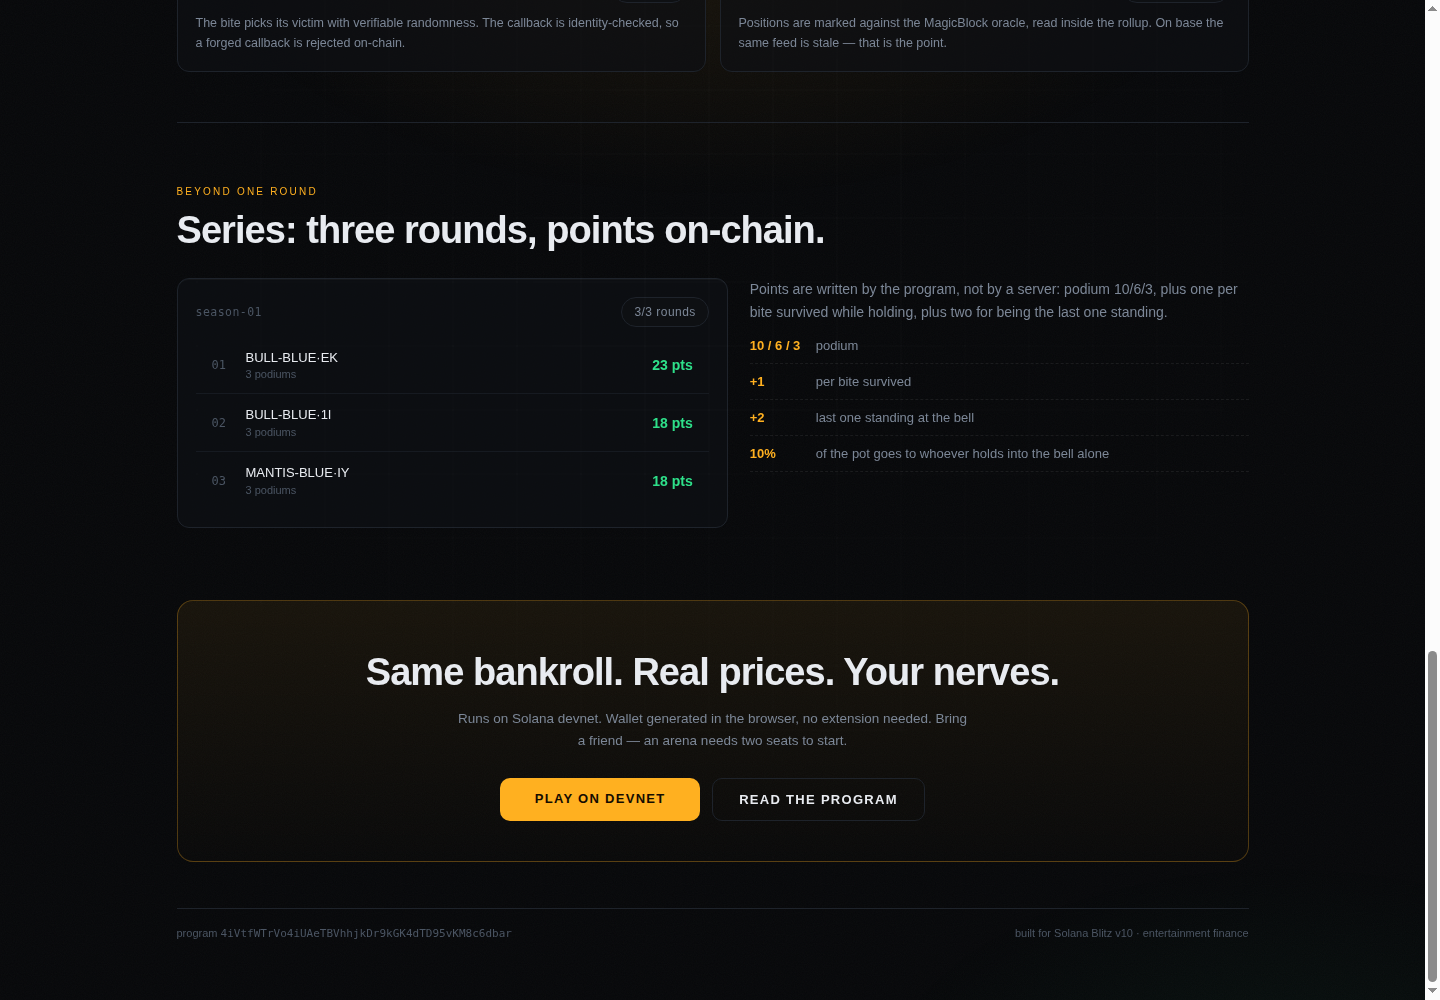 The bite picks its victim with verifiable randomness. The callback is identity-checked, so
a forged callback is rejected on-chain.
Positions are marked against the MagicBlock oracle, read inside the rollup. On base the
same feed is stale — that is the point.
BEYOND ONE ROUND
Series: three rounds, points on-chain.
season-01
3/3 rounds
01
BULL-BLUE·EK
3 podiums
23 pts
02
BULL-BLUE·1I
3 podiums
18 pts
03
MANTIS-BLUE·IY
3 podiums
18 pts
Points are written by the program, not by a server: podium 10/6/3, plus one per
bite survived while holding, plus two for being the last one standing.
10 / 6 / 3 podium
+1 per bite survived
+2 last one standing at the bell
10% of the pot goes to whoever holds into the bell alone
Same bankroll. Real prices. Your nerves.
Runs on Solana devnet. Wallet generated in the browser, no extension needed. Bring
a friend — an arena needs two seats to start.
PLAY ON DEVNET
READ THE PROGRAM
program 4iVtfWTrVo4iUAeTBVhhjkDr9kGK4dTD95vKM8c6dbar
built for Solana Blitz v10 · entertainment finance